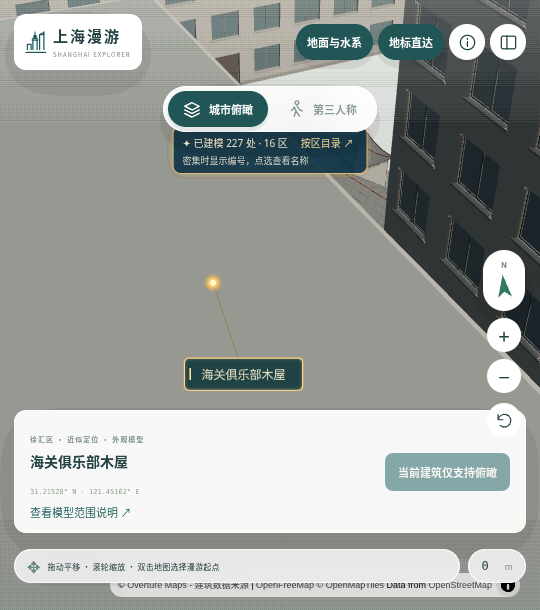 上海漫游
SHANGHAI EXPLORER
地面与水系
地标直达
城市俯瞰
第三人称
✦ 已建模 227 处 · 16 区 按区目录 ↗
密集时显示编号，点选查看名称
N
海关俱乐部木屋
徐汇区 · 近似定位 · 外观模型
海关俱乐部木屋
当前建筑仅支持俯瞰
31.21528° N · 121.45162° E
查看模型范围说明 ↗
拖动平移 · 滚轮缩放 · 双击地图选择漫游起点
0 m
© Overture Maps · 建筑数据来源 | OpenFreeMap © OpenMapTiles Data from OpenStreetMap